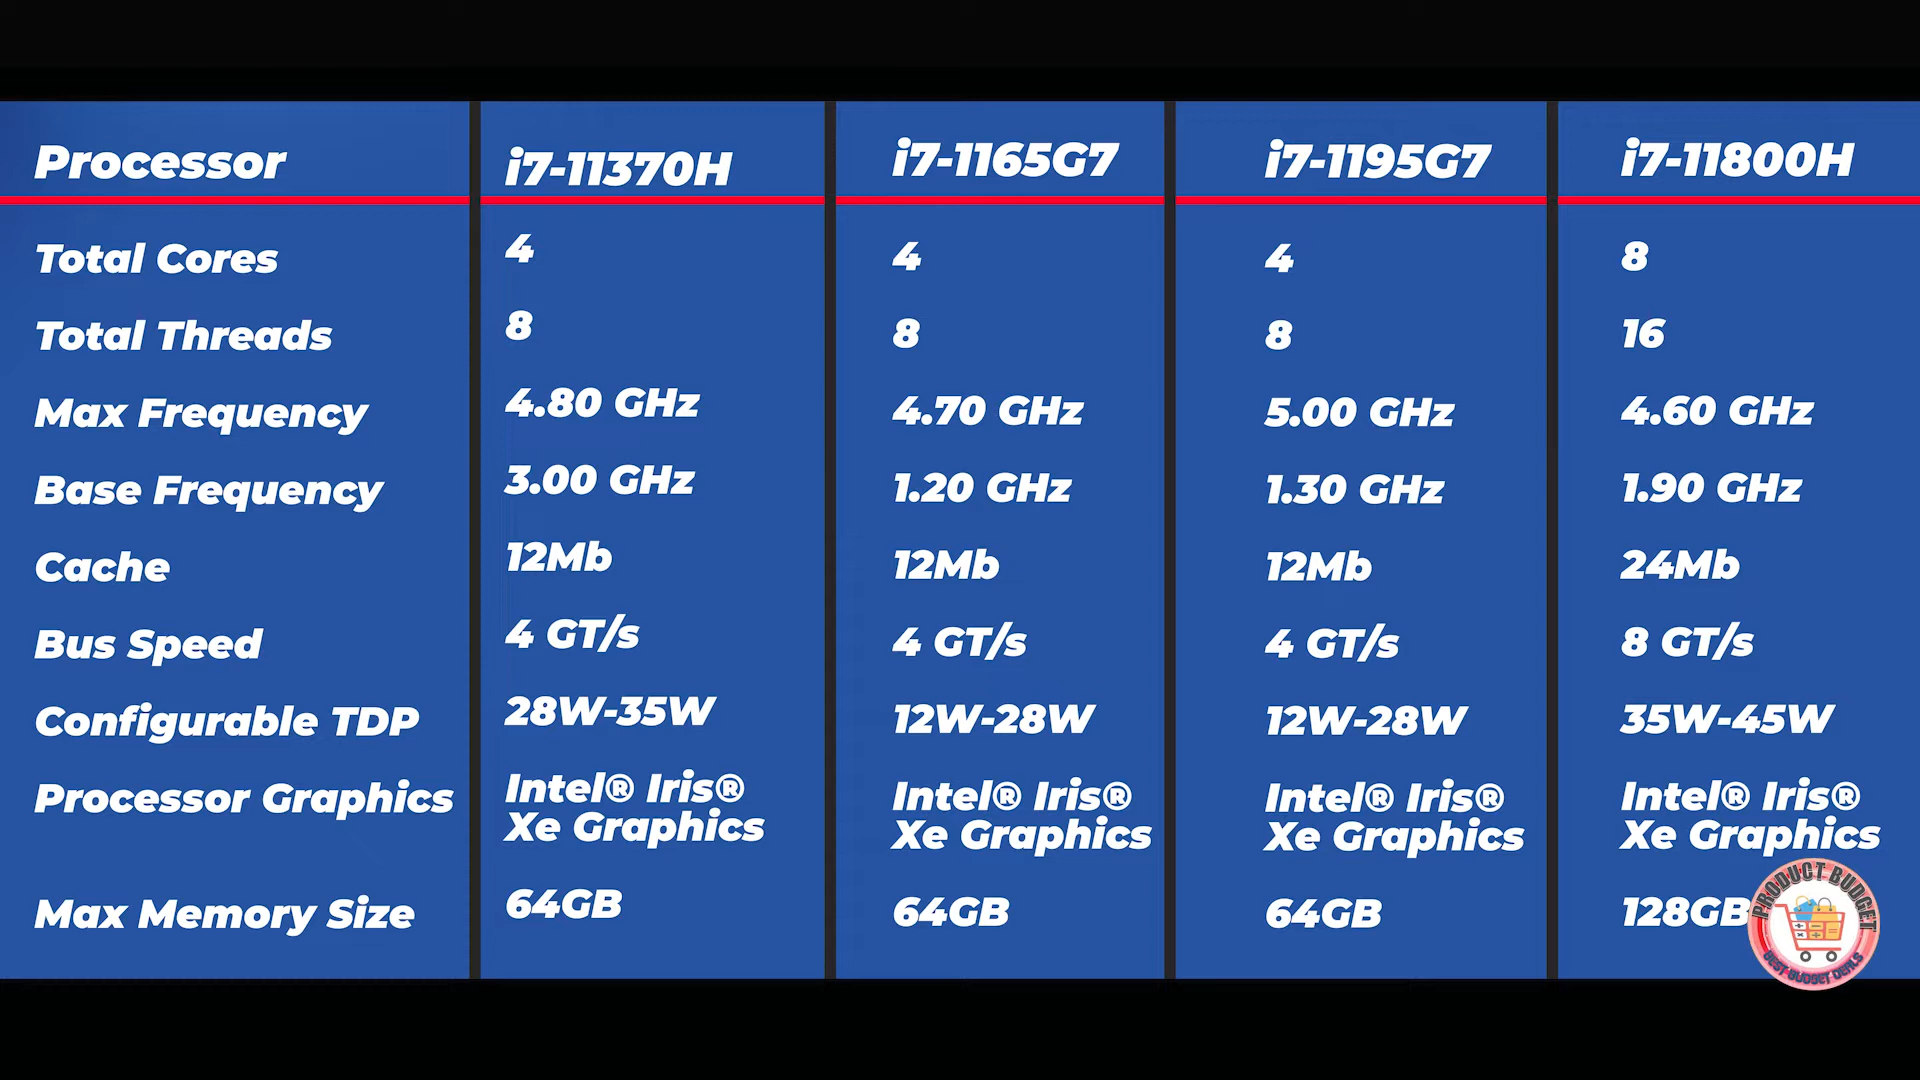 Processor i7-11370H i7-1165G7 i7-1195G7 i7-11800H
Total Cores 4 4 4 8
Total Threads 8 8 8 16
Max Frequency 4.80 GHz 4.70 GHz 5.00 GHz 4.60 GHz
Base Frequency 3.00 GHz 1.20 GHz 1.30 GHz 1.90 GHz
Cache 12Mb 12Mb 12Mb 24Mb
Bus Speed 4 GT/s 4 GT/s 4 GT/s 8 GT/s
Configurable TDP 28W-35W 12W-28W 12W-28W 35W-45W
Processor Graphics Intel® Iris® Intel® Iris® Intel® Iris® Intel® Iris®
Xe Graphics Xe Graphics Xe Graphics Xe Graphics
Max Memory Size 64GB 64GB 64GB 128GB
PRODUCT BUDGET
BEST BUDGET DEALS